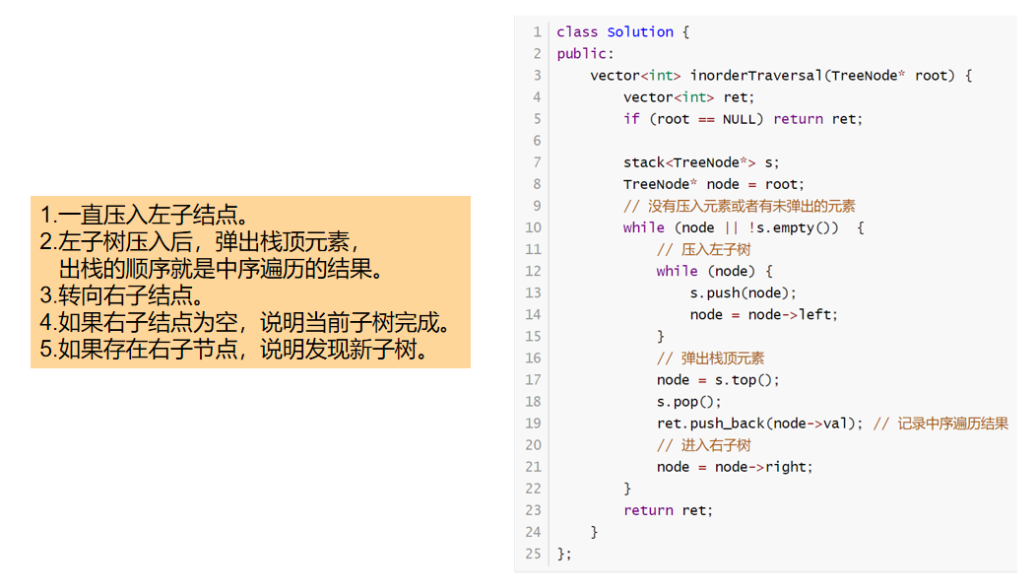 1.一直压入左子结点。
2.左子树压入后，弹出栈顶元素，
出栈的顺序就是中序遍历的结果。
3.转向右子结点。
4.如果右子结点为空，说明当前子树完成。
5.如果存在右子节点，说明发现新子树。
1 class Solution {
2 public:
3     vector<int> inorderTraversal(TreeNode* root) {
4         vector<int> ret;
5         if (root == NULL) return ret;
6
7         stack<TreeNode*> s;
8         TreeNode* node = root;
9         // 没有压入元素或者有未弹出的元素
10         while (node || !s.empty())  {
11             // 压入左子树
12             while (node) {
13                 s.push(node);
14                 node = node->left;
15             }
16             // 弹出栈顶元素
17             node = s.top();
18             s.pop();
19             ret.push_back(node->val); // 记录中序遍历结果
20             // 进入右子树
21             node = node->right;
22         }
23         return ret;
24     }
25 };